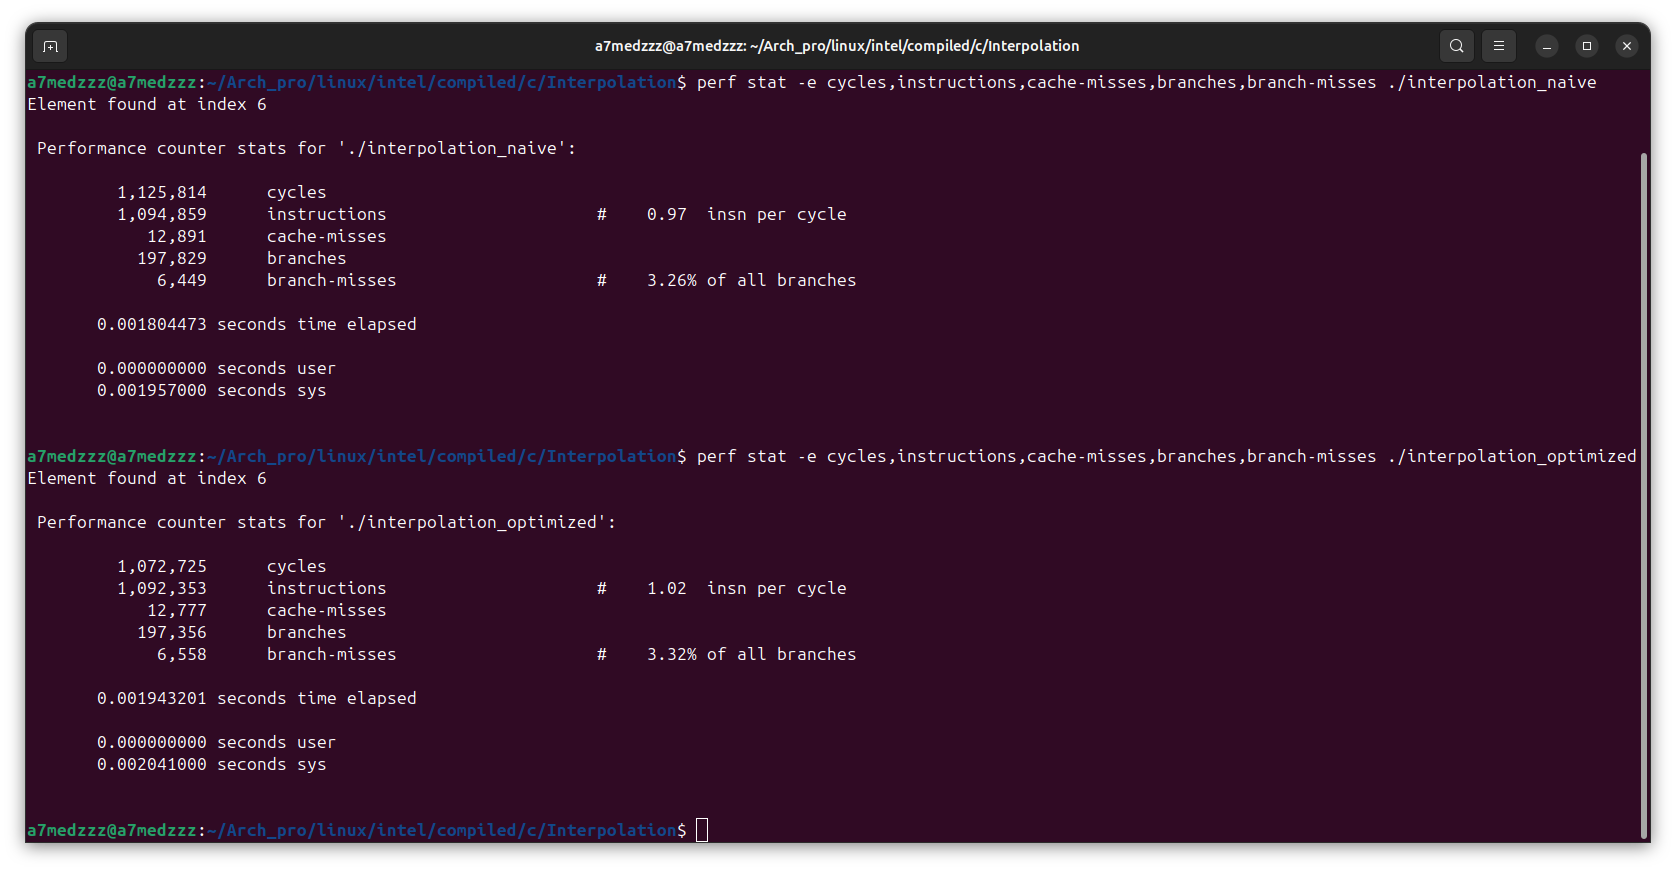 a7medzzz@a7medzzz: ~/Arch_pro/linux/intel/compiled/c/Interpolation
a7medzzz@a7medzzz:~/Arch_pro/linux/intel/compiled/c/Interpolation$ perf stat -e cycles,instructions,cache-misses,branches,branch-misses ./interpolation_naive
Element found at index 6
Performance counter stats for './interpolation_naive':
1,125,814 cycles
1,094,859 instructions # 0.97 insn per cycle
12,891 cache-misses
197,829 branches
6,449 branch-misses # 3.26% of all branches
0.001804473 seconds time elapsed
0.000000000 seconds user
0.001957000 seconds sys
a7medzzz@a7medzzz:~/Arch_pro/linux/intel/compiled/c/Interpolation$ perf stat -e cycles,instructions,cache-misses,branches,branch-misses ./interpolation_optimized
Element found at index 6
Performance counter stats for './interpolation_optimized':
1,072,725 cycles
1,092,353 instructions # 1.02 insn per cycle
12,777 cache-misses
197,356 branches
6,558 branch-misses # 3.32% of all branches
0.001943201 seconds time elapsed
0.000000000 seconds user
0.002041000 seconds sys
a7medzzz@a7medzzz:~/Arch_pro/linux/intel/compiled/c/Interpolation$